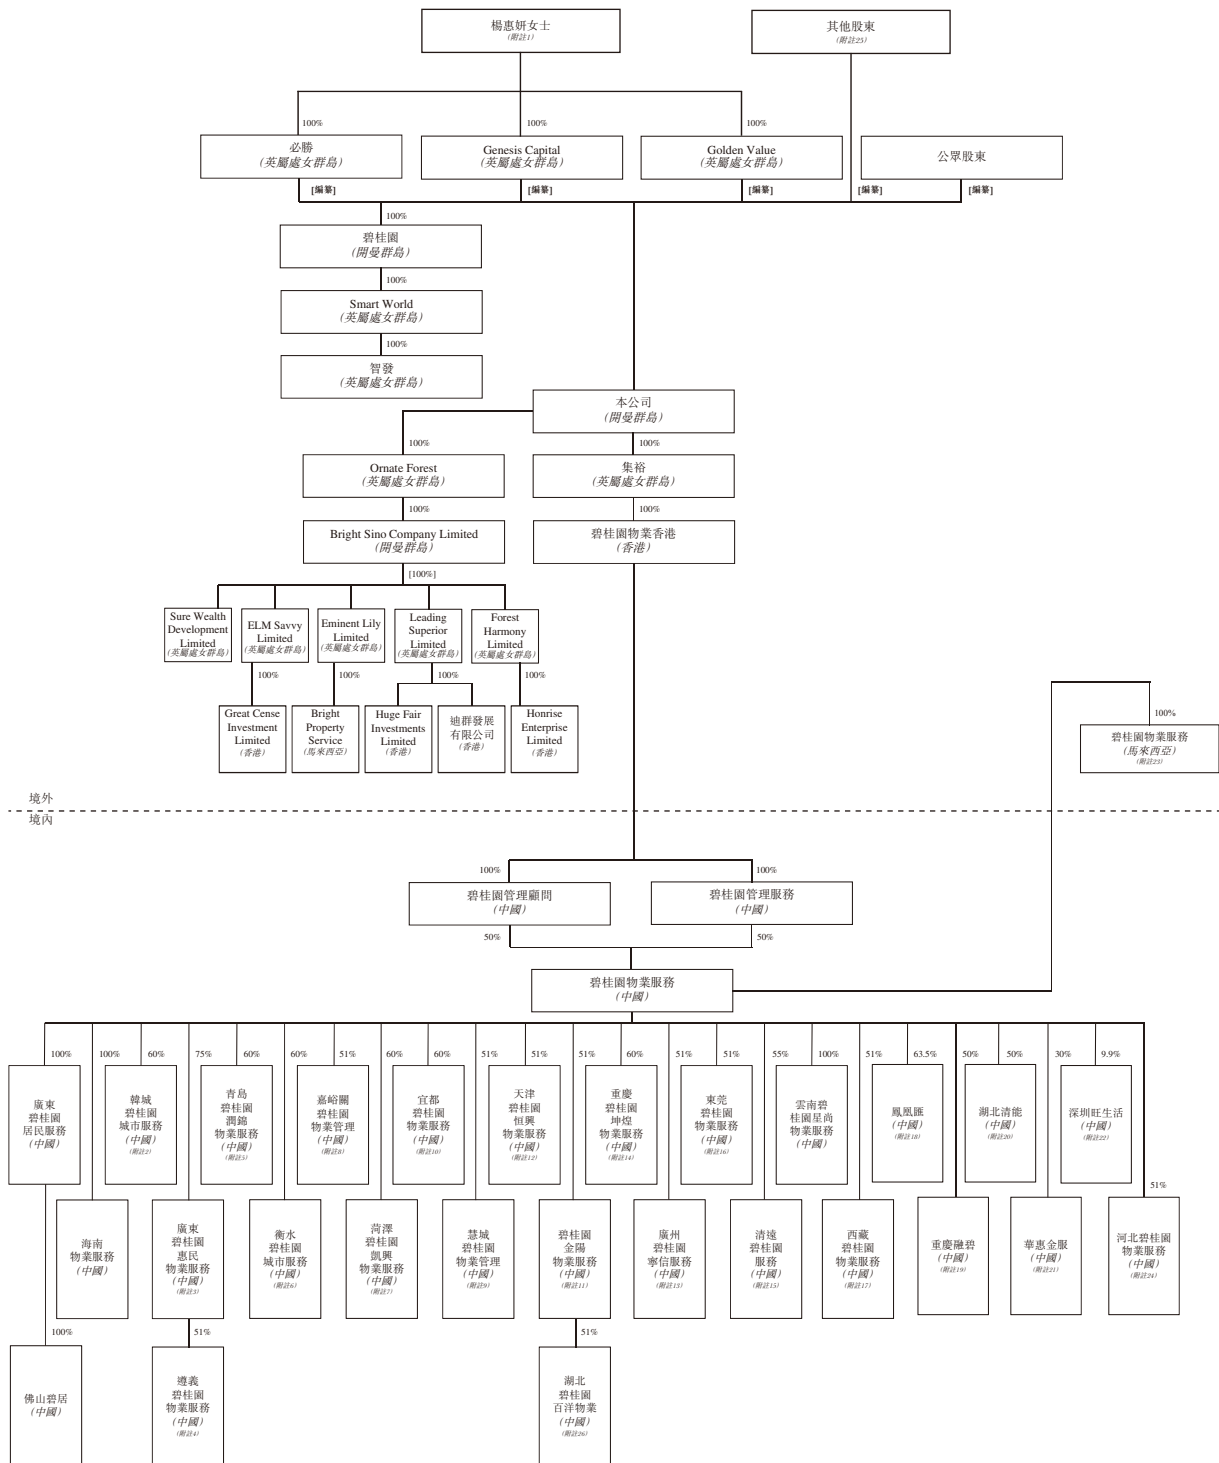 楊惠妍女士
(附註1)
其他股東
(附註25)
100%
100%
100%
必勝
(英屬處女群島)
Genesis Capital
(英屬處女群島)
Golden Value
(英屬處女群島)
公眾股東
[編纂]
[編纂]
[編纂]
[編纂]
[編纂]
100%
碧桂園
(開曼群島)
100%
Smart World
(英屬處女群島)
100%
智發
(英屬處女群島)
本公司
(開曼群島)
100%
100%
Ornate Forest
(英屬處女群島)
集裕
(英屬處女群島)
100%
100%
Bright Sino Company Limited
(開曼群島)
碧桂園物業香港
(香港)
[100%]
Sure Wealth
Development
Limited
(英屬處女群島)
ELM Savvy
Limited
(英屬處女群島)
Eminent Lily
Limited
(英屬處女群島)
Leading
Superior
Limited
(英屬處女群島)
Forest
Harmony
Limited
(英屬處女群島)
100%
100%
100%
100%
Great Cense
Investment
Limited
(香港)
Bright
Property
Service
(馬來西亞)
Huge Fair
Investments
Limited
(香港)
迪群發展
有限公司
(香港)
Honrise
Enterprise
Limited
(香港)
100%
碧桂園物業服務
(馬來西亞)
(附註23)
境外
境內
100%
100%
碧桂園管理顧問
(中國)
碧桂園管理服務
(中國)
50%
50%
碧桂園物業服務
(中國)
100%
100%
60%
75%
60%
60%
51%
60%
60%
51%
51%
51%
60%
51%
51%
55%
100%
51%
63.5%
50%
50%
30%
9.9%
廣東
碧桂園
居民服務
(中國)
韓城
碧桂園
城市服務
(中國)
(附註2)
青島
碧桂園
潤錦
物業服務
(中國)
(附註5)
嘉峪關
碧桂園
物業管理
(中國)
(附註8)
宜都
碧桂園
物業服務
(中國)
(附註10)
天津
碧桂園
恒興
物業服務
(中國)
(附註12)
重慶
碧桂園
坤煌
物業服務
(中國)
(附註14)
東莞
碧桂園
物業服務
(中國)
(附註16)
雲南碧
桂園星尚
物業服務
(中國)
鳳凰匯
(中國)
(附註18)
湖北清能
(中國)
(附註20)
深圳旺生活
(中國)
(附註22)
51%
海南
物業服務
(中國)
廣東
碧桂園
惠民
物業服務
(中國)
(附註3)
衡水
碧桂園
城市服務
(中國)
(附註6)
菏澤
碧桂園
凱興
物業服務
(中國)
(附註7)
慧城
碧桂園
物業管理
(中國)
(附註9)
碧桂園
金陽
物業服務
(中國)
(附註11)
廣州
碧桂園
寧信服務
(中國)
(附註13)
清遠
碧桂園
服務
(中國)
(附註15)
西藏
碧桂園
物業服務
(中國)
(附註17)
重慶融碧
(中國)
(附註19)
華惠金服
(中國)
(附註21)
河北碧桂園
物業服務
(中國)
(附註24)
100%
51%
51%
佛山碧居
(中國)
遵義
碧桂園
物業服務
(中國)
(附註4)
湖北
碧桂園
百洋物業
(中國)
(附註26)